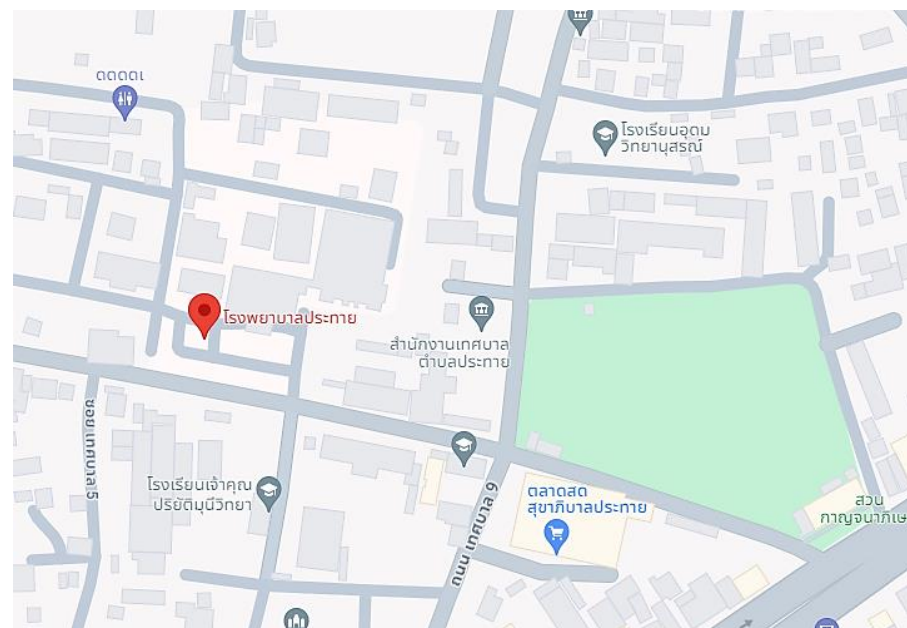 ดดดดเ
โรงเรียนอุดม
วิทยานุสรณ์
โรงพยาบาลประทาย
สำนักงานเทศบาล
ตำบลประทาย
ซอย เทศบาล 5
โรงเรียนเจ้าคุณ
ปริยัติมุนีวิทยา
ถนน เทศบาล 9
ตลาดสด
สุขาภิบาลประทาย
สวน
กาญจนาภิเษ